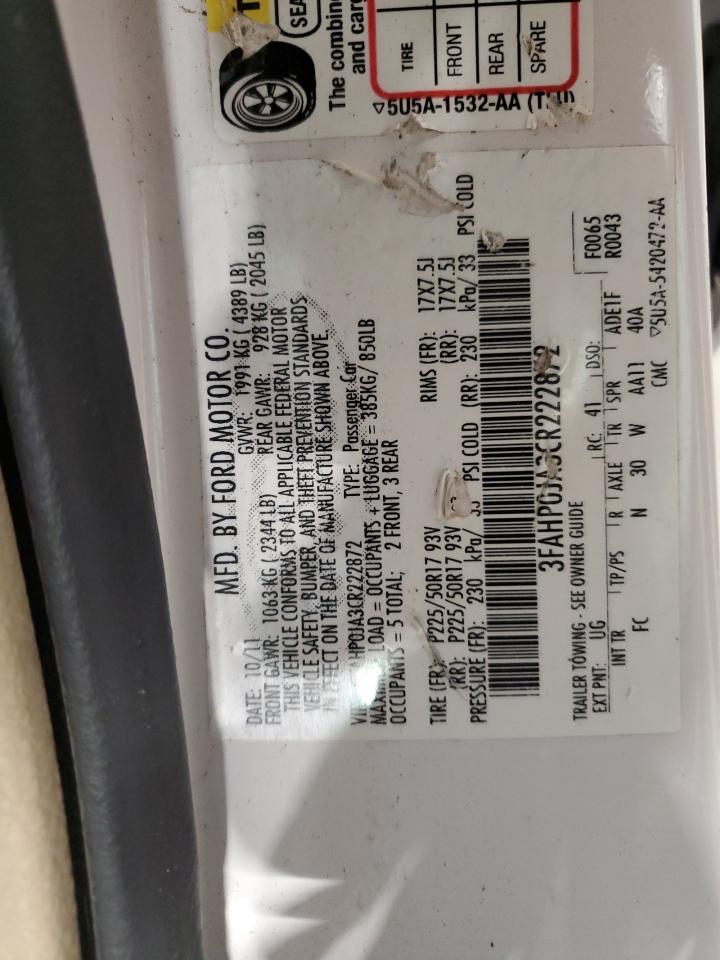 SEA
The combine
and carg
TIRE
FRONT
REAR
SPARE
▽5U5A-1532-AA
MFD. BY FORD MOTOR CO.
DATE: 10/11 GVWR: 1991 KG ( 4389 LB)
FRONT GAWR: 1063 KG ( 2344 LB) REAR GAWR: 928 KG ( 2045 LB)
THIS VEHICLE CONFORMS TO ALL APPLICABLE FEDERAL MOTOR
VEHICLE SAFETY, BUMPER, AND THEFT PREVENTION STANDARDS
IN EFFECT ON THE DATE OF MANUFACTURE SHOWN ABOVE.
AHP0JA3CR222872 TYPE: Passenger Car
LOAD = OCCUPANTS + LUGGAGE = 385KG/ 850LB
OCCUPANTS = 5 TOTAL; 2 FRONT, 3 REAR
TIRE (FR): P225/50R17 93V RIMS (FR): 17X7.5J
(RR): P225/50R17 93V (RR): 17X7.5J
PRESSURE (FR): 230 kPa/ PSI COLD (RR): 230 kPa/ 33 PSI COLD
3FAHP0JA3CR222872
TRAILER TOWING - SEE OWNER GUIDE F0065
EXT PNT: UG RC: 41 DSO: R0043
INT TR TP/PS R AXLE TR SPR ADE1F
FC N 30 W AA11 40A
CMC ▽5U5A-5420472-AA